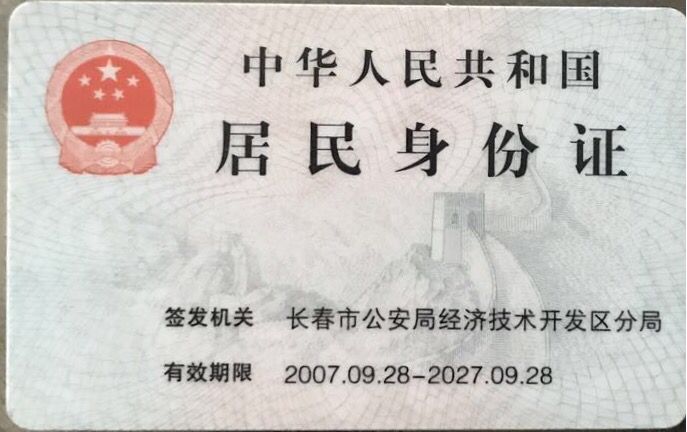 中华人民共和国
居民身份证
签发机关 长春市公安局经济技术开发区分局
有效期限 2007.09.28-2027.09.28